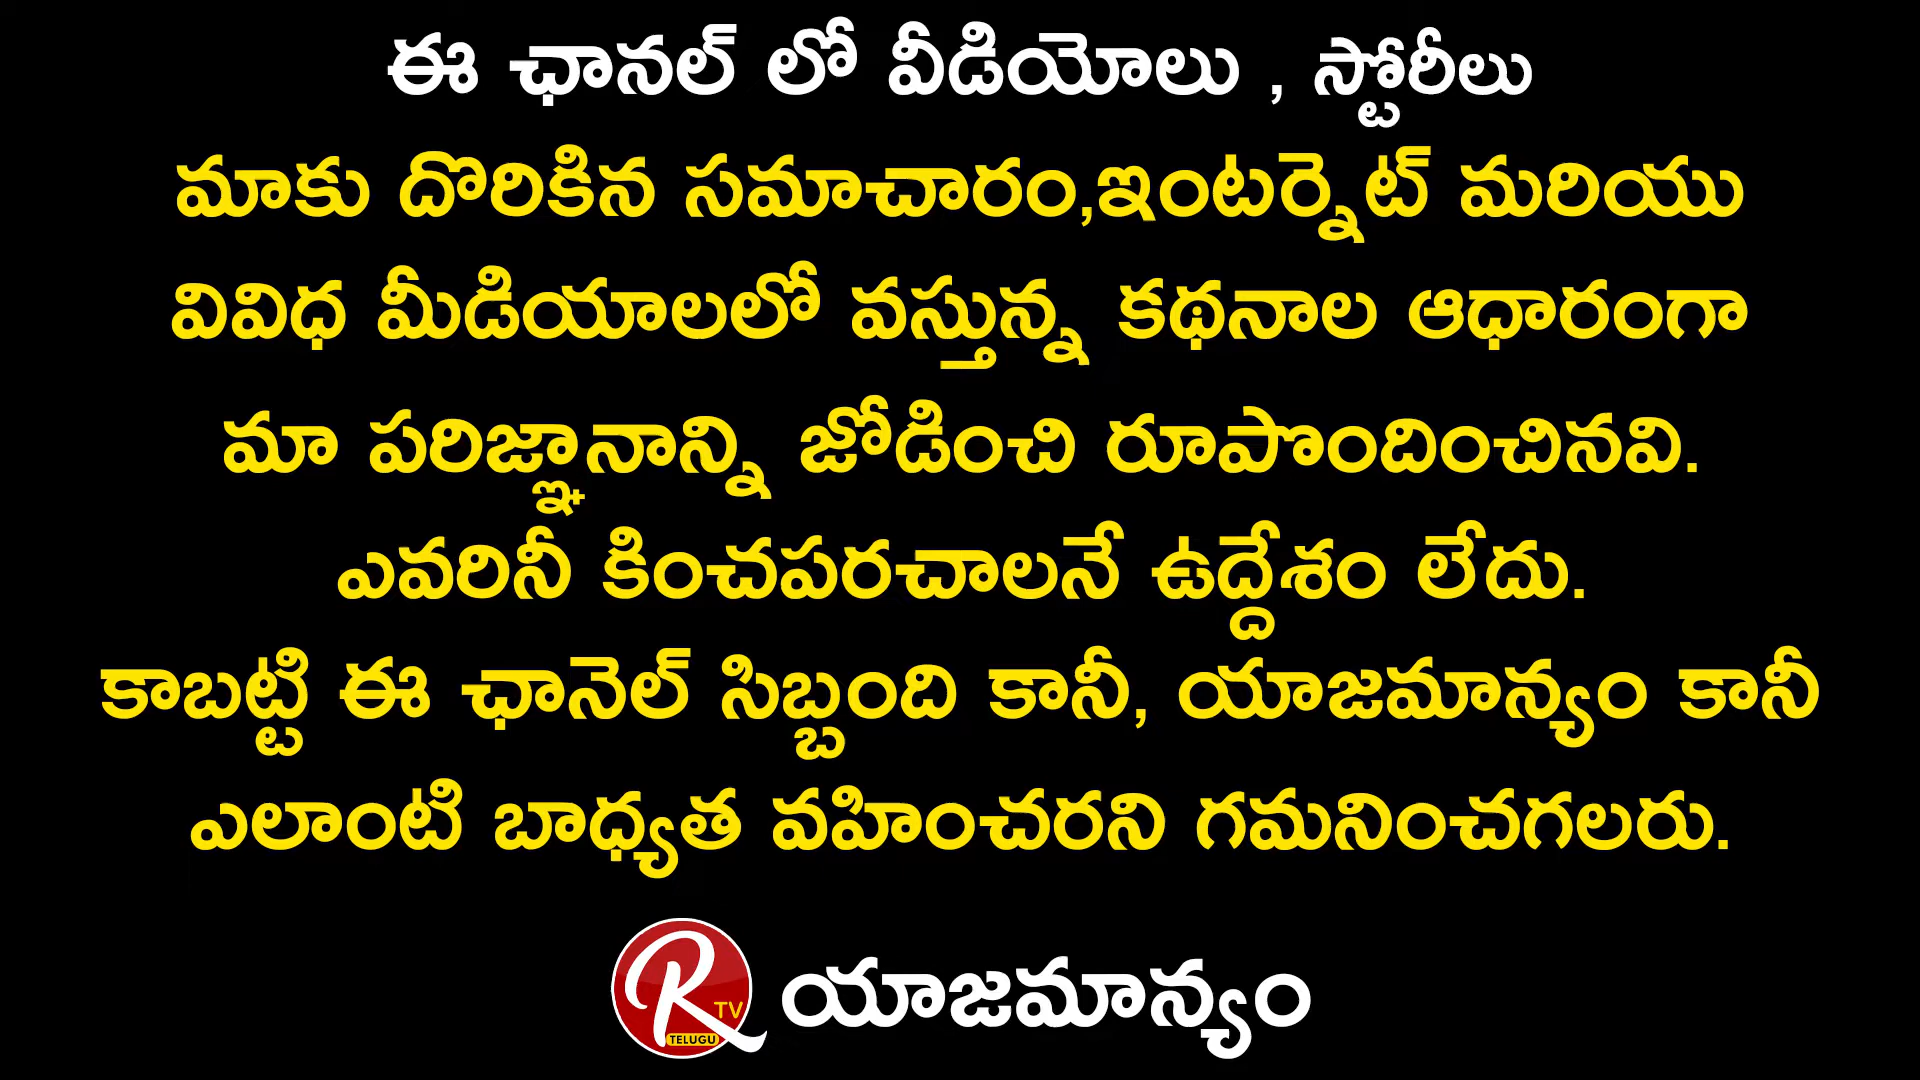 ఈ ఛానల్ లో వీడియోలు , స్టోరీలు
మాకు దొరికిన సమాచారం,ఇంటర్నెట్ మరియు
వివిధ మీడియాలలో వస్తున్న కథనాల ఆధారంగా
మా పరిజ్ఞానాన్ని జోడించి రూపొందించినవి.
ఎవరినీ కించపరచాలనే ఉద్దేశం లేదు.
కాబట్టి ఈ ఛానెల్ సిబ్బంది కానీ, యాజమాన్యం కానీ
ఎలాంటి బాధ్యత వహించరని గమనించగలరు.
R TV TELUGU యాజమాన్యం